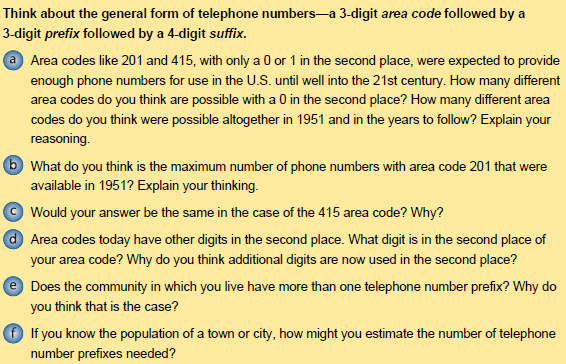 Think about the general form of telephone numbers—a 3-digit area code followed by a
3-digit prefix followed by a 4-digit suffix.
a Area codes like 201 and 415, with only a 0 or 1 in the second place, were expected to provide
enough phone numbers for use in the U.S. until well into the 21st century. How many different
area codes do you think are possible with a 0 in the second place? How many different area
codes do you think were possible altogether in 1951 and in the years to follow? Explain your
reasoning.
b What do you think is the maximum number of phone numbers with area code 201 that were
available in 1951? Explain your thinking.
c Would your answer be the same in the case of the 415 area code? Why?
d Area codes today have other digits in the second place. What digit is in the second place of
your area code? Why do you think additional digits are now used in the second place?
e Does the community in which you live have more than one telephone number prefix? Why do
you think that is the case?
f If you know the population of a town or city, how might you estimate the number of telephone
number prefixes needed?